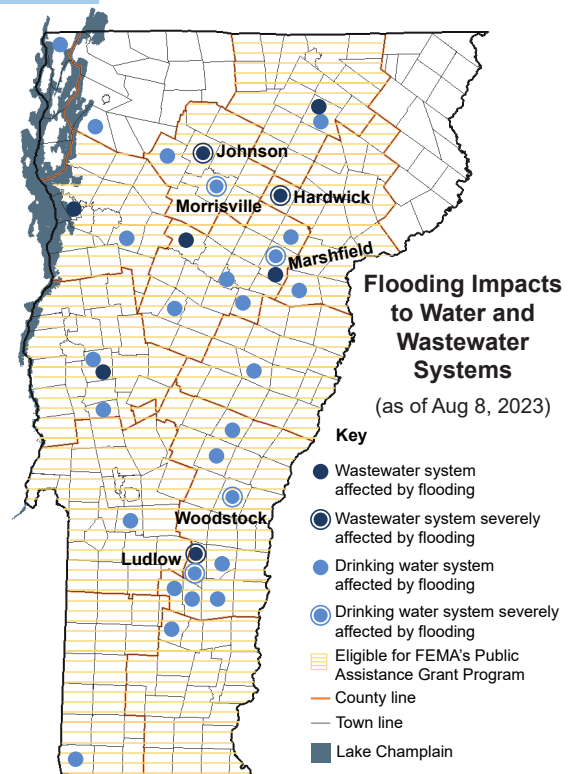 Johnson
Morrisville
Hardwick
Marshfield
Flooding Impacts
to Water and
Wastewater
Systems
(as of Aug 8, 2023)
Key
Wastewater system
affected by flooding
Wastewater system severely
affected by flooding
Drinking water system
affected by flooding
Drinking water system severely
affected by flooding
Eligible for FEMA's Public
Assistance Grant Program
County line
Town line
Lake Champlain
Woodstock
Ludlow